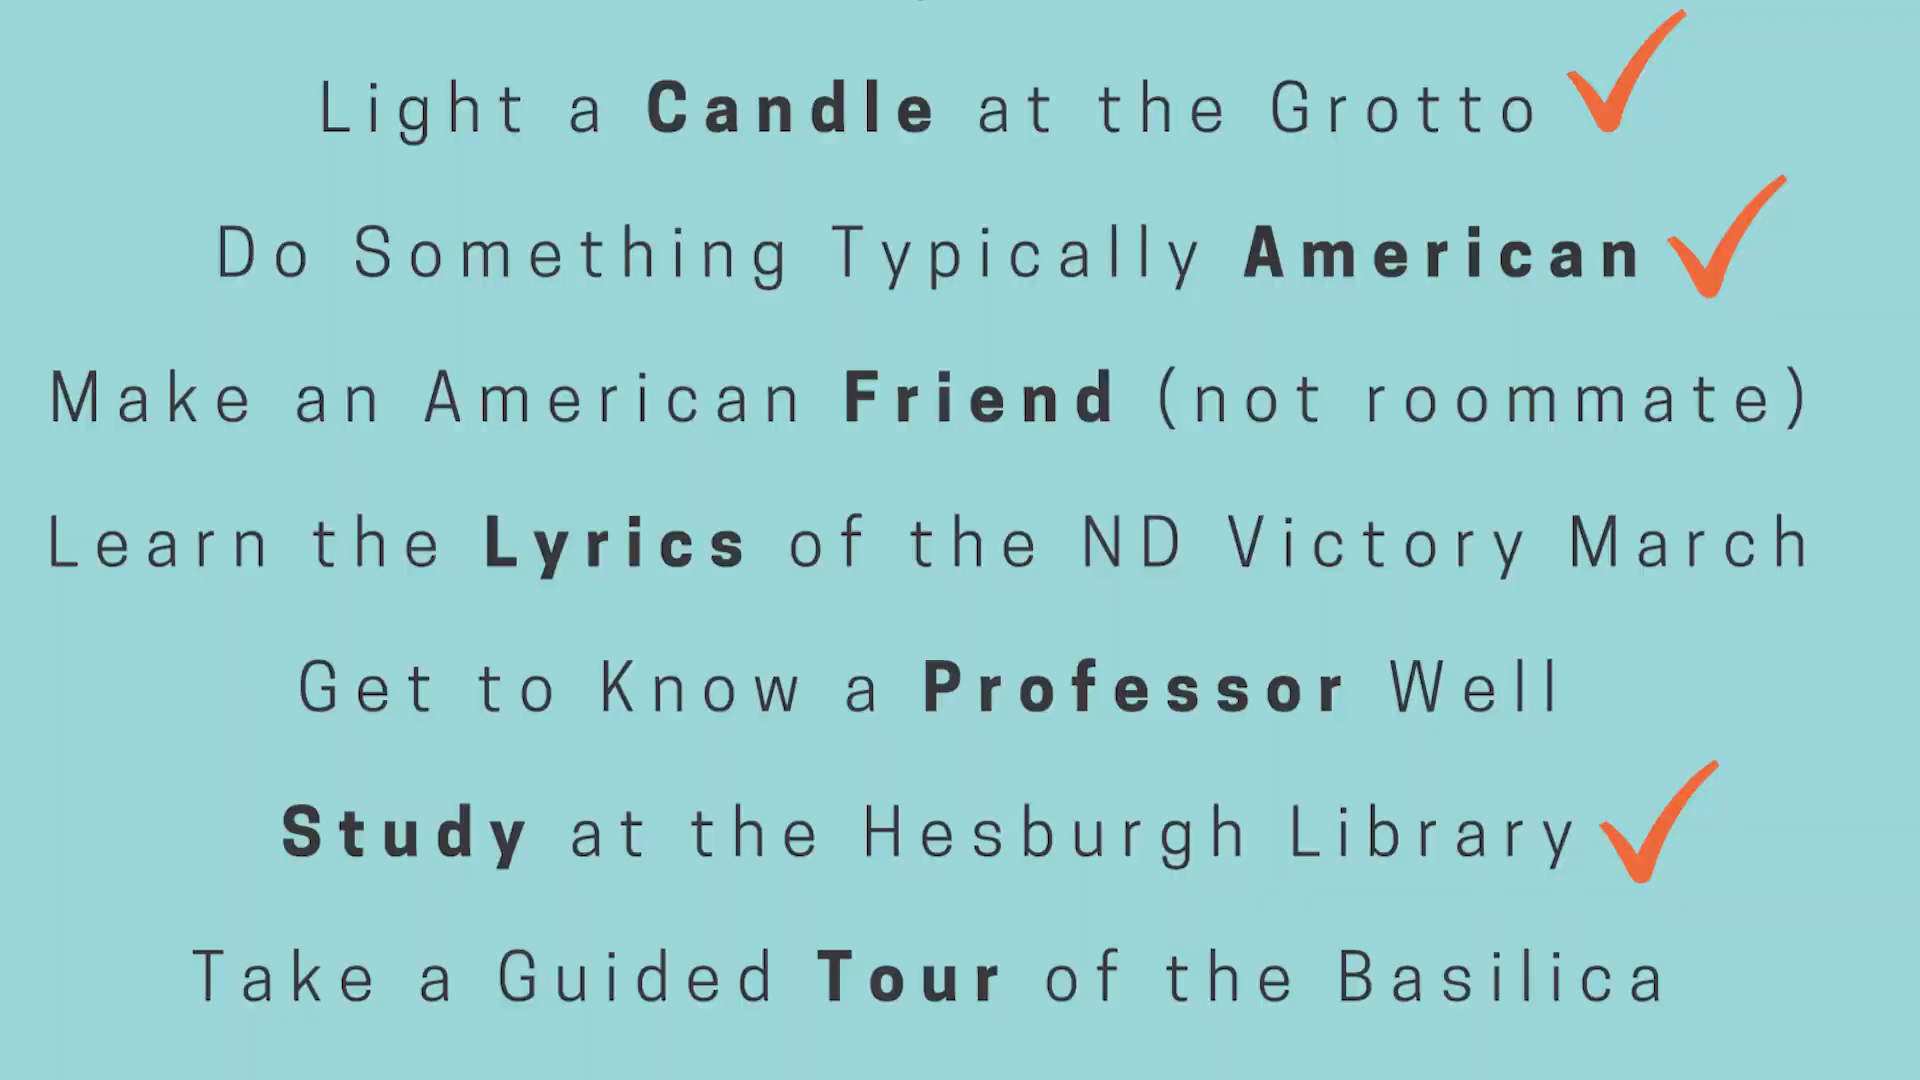 Light a Candle at the Grotto
Do Something Typically American
Make an American Friend (not roommate)
Learn the Lyrics of the ND Victory March
Get to Know a Professor Well
Study at the Hesburgh Library
Take a Guided Tour of the Basilica